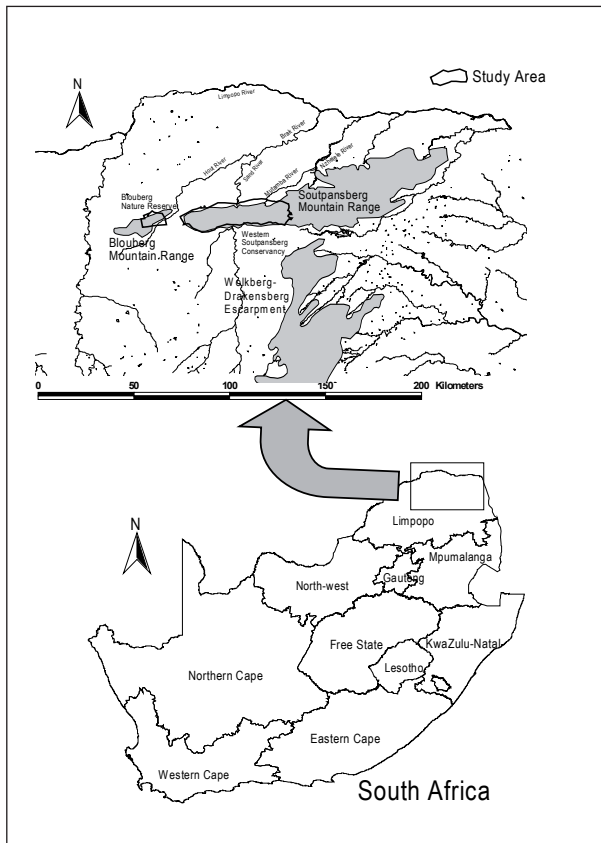 N
Study Area
Limpopo River
Brak River
Hout River
Sand River
Mutamba River
Nzhelele River
Blouberg
Nature Reserve
Soutpansberg
Mountain Range
Blouberg
Mountain Range
Western
Soutpansberg
Conservancy
Wolkberg-
Drakensberg
Escarpment
0 50 100 150 200 Kilometers
N
Limpopo
Mpumalanga
North-west
Gauteng
Free State
KwaZulu-Natal
Lesotho
Northern Cape
Eastern Cape
Western Cape
South Africa